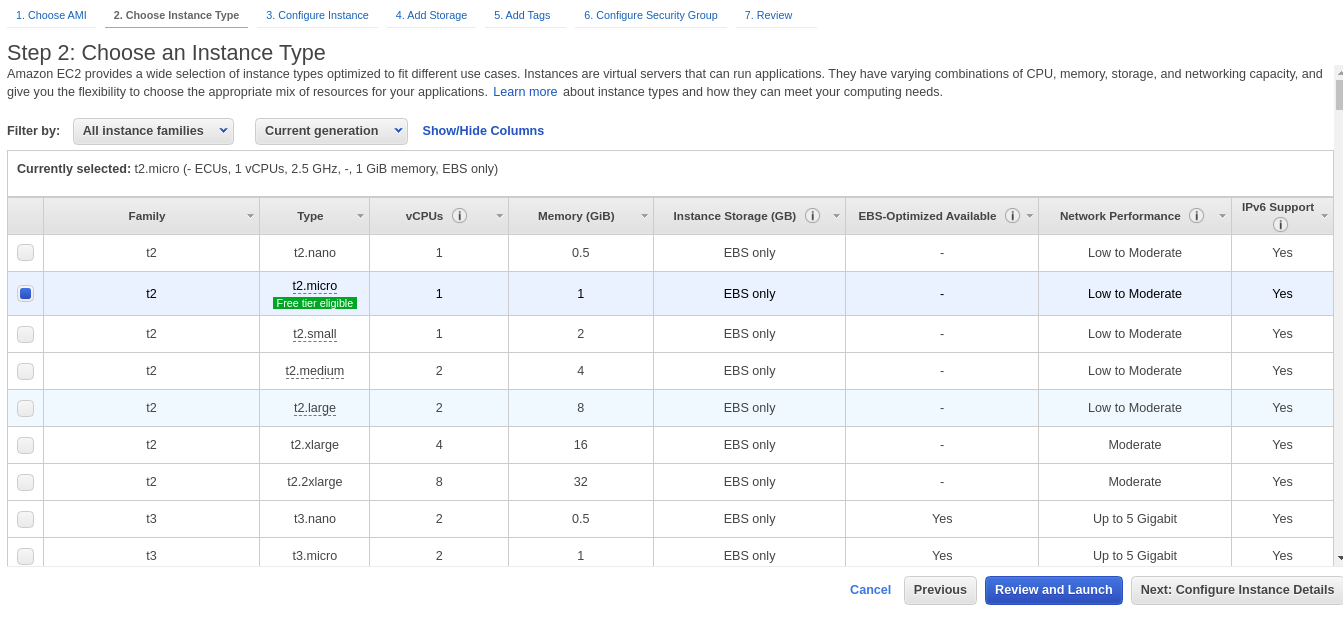 1. Choose AMI 2. Choose Instance Type 3. Configure Instance 4. Add Storage 5. Add Tags 6. Configure Security Group 7. Review
Step 2: Choose an Instance Type
Amazon EC2 provides a wide selection of instance types optimized to fit different use cases. Instances are virtual servers that can run applications. They have varying combinations of CPU, memory, storage, and networking capacity, and
give you the flexibility to choose the appropriate mix of resources for your applications. Learn more about instance types and how they can meet your computing needs.
Filter by: All instance families Current generation Show/Hide Columns
Currently selected: t2.micro (- ECUs, 1 vCPUs, 2.5 GHz, -, 1 GiB memory, EBS only)
Family Type vCPUs i Memory (GiB) Instance Storage (GB) i EBS-Optimized Available i Network Performance i IPv6 Support i
t2 t2.nano 1 0.5 EBS only - Low to Moderate Yes
t2 t2.micro 1 1 EBS only - Low to Moderate Yes
Free tier eligible
t2 t2.small 1 2 EBS only - Low to Moderate Yes
t2 t2.medium 2 4 EBS only - Low to Moderate Yes
t2 t2.large 2 8 EBS only - Low to Moderate Yes
t2 t2.xlarge 4 16 EBS only - Moderate Yes
t2 t2.2xlarge 8 32 EBS only - Moderate Yes
t3 t3.nano 2 0.5 EBS only Yes Up to 5 Gigabit Yes
t3 t3.micro 2 1 EBS only Yes Up to 5 Gigabit Yes
Cancel Previous Review and Launch Next: Configure Instance Details